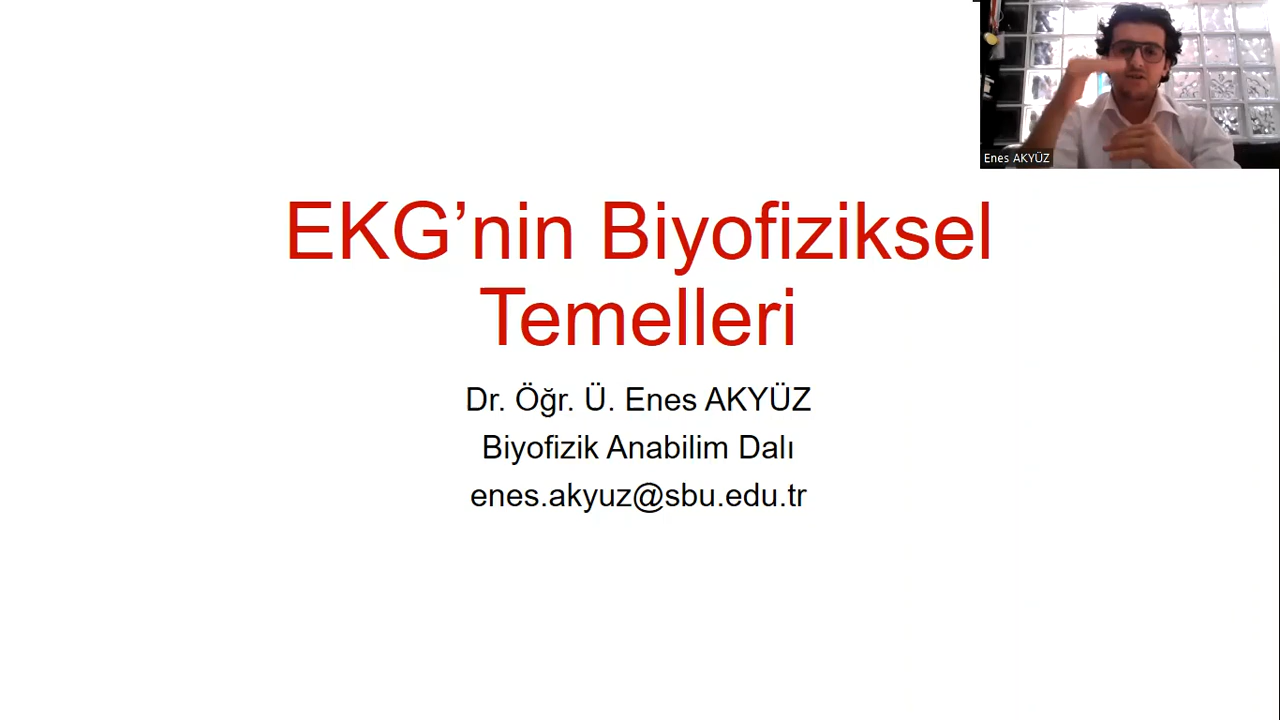 Enes AKYÜZ
EKG’nin Biyofiziksel
Temelleri
Dr. Öğr. Ü. Enes AKYÜZ
Biyofizik Anabilim Dalı
enes.akyuz@sbu.edu.tr